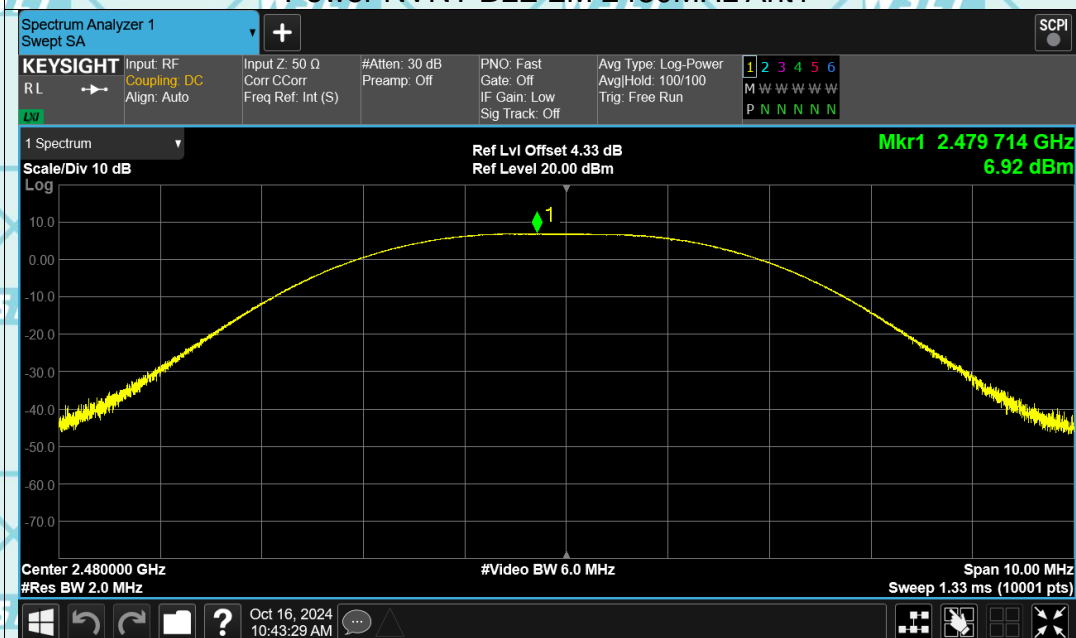 Spectrum Analyzer 1
Swept SA
+
SCPI
KEYSIGHT
R L
LXI
Input: RF
Coupling: DC
Align: Auto
Input Z: 50 Ω
Corr CCorr
Freq Ref: Int (S)
#Atten: 30 dB
Preamp: Off
PNO: Fast
Gate: Off
IF Gain: Low
Sig Track: Off
Avg Type: Log-Power
Avg|Hold: 100/100
Trig: Free Run
1 2 3 4 5 6
M W W W W W
P N N N N N
1 Spectrum
Scale/Div 10 dB
Log
Ref Lvl Offset 4.33 dB
Ref Level 20.00 dBm
Mkr1 2.479 714 GHz
6.92 dBm
1
10.0
0.00
-10.0
-20.0
-30.0
-40.0
-50.0
-60.0
-70.0
Center 2.480000 GHz
#Res BW 2.0 MHz
#Video BW 6.0 MHz
Span 10.00 MHz
Sweep 1.33 ms (10001 pts)
?
Oct 16, 2024
10:43:29 AM